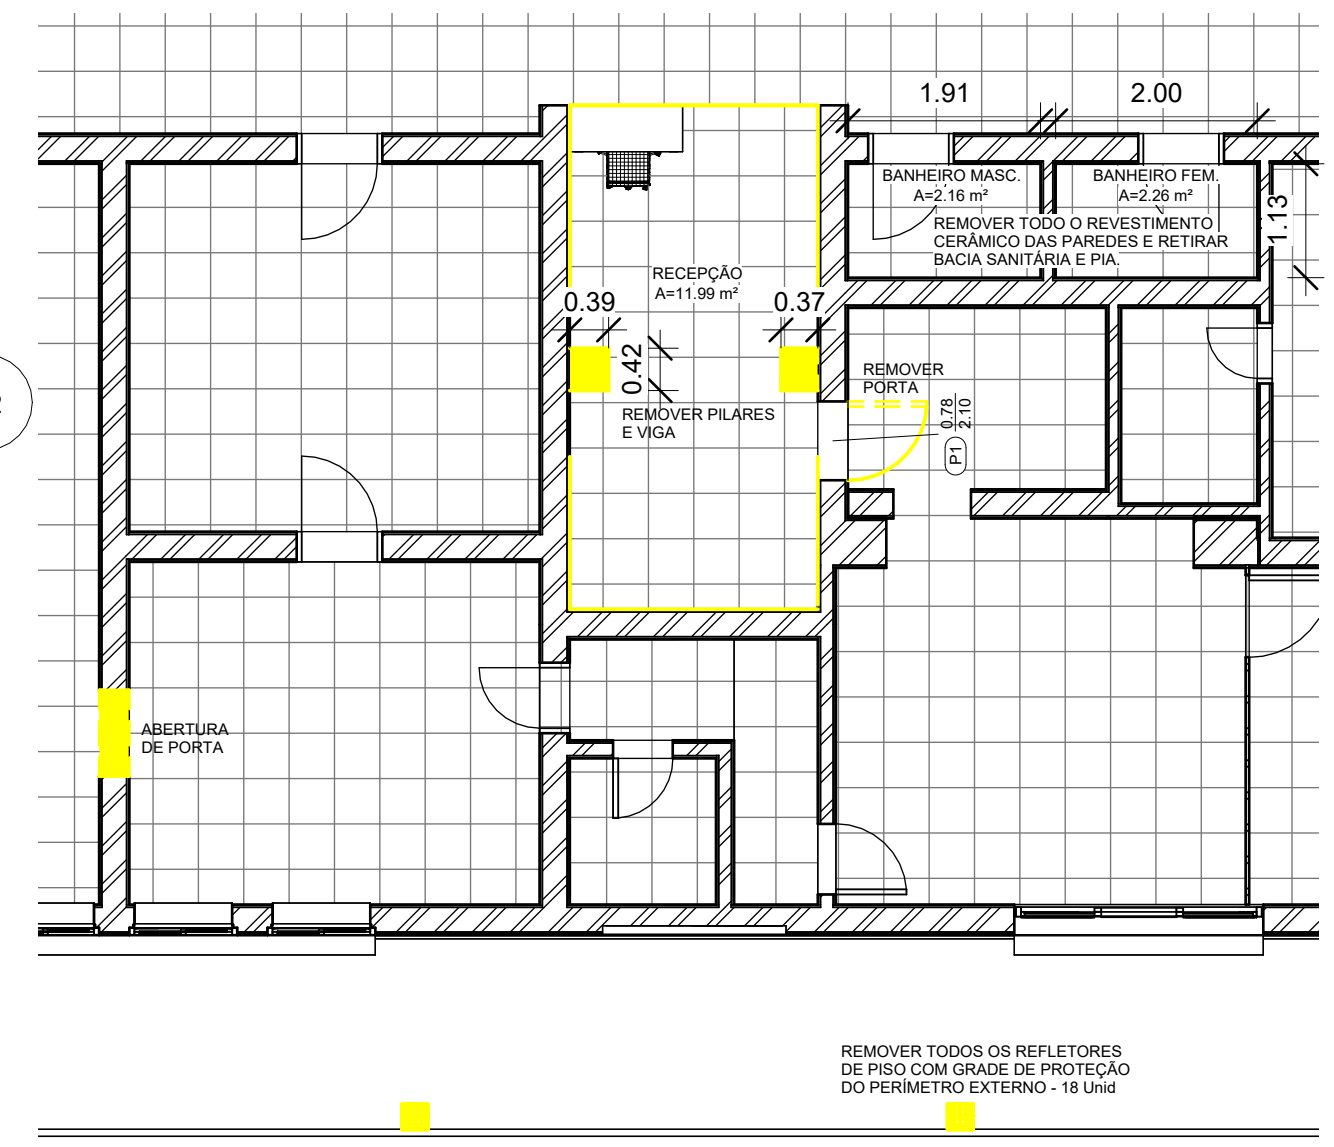 1.91
2.00
BANHEIRO MASC.
A=2.16 m²
BANHEIRO FEM.
A=2.26 m²
1.13
REMOVER TODO O REVESTIMENTO
CERÂMICO DAS PAREDES E RETIRAR
BACIA SANITÁRIA E PIA.
RECEPÇÃO
A=11.99 m²
0.39
0.37
0.42
REMOVER PILARES
E VIGA
REMOVER
PORTA
0.78
2.10
P1
ABERTURA
DE PORTA
REMOVER TODOS OS REFLETORES
DE PISO COM GRADE DE PROTEÇÃO
DO PERÍMETRO EXTERNO - 18 Unid